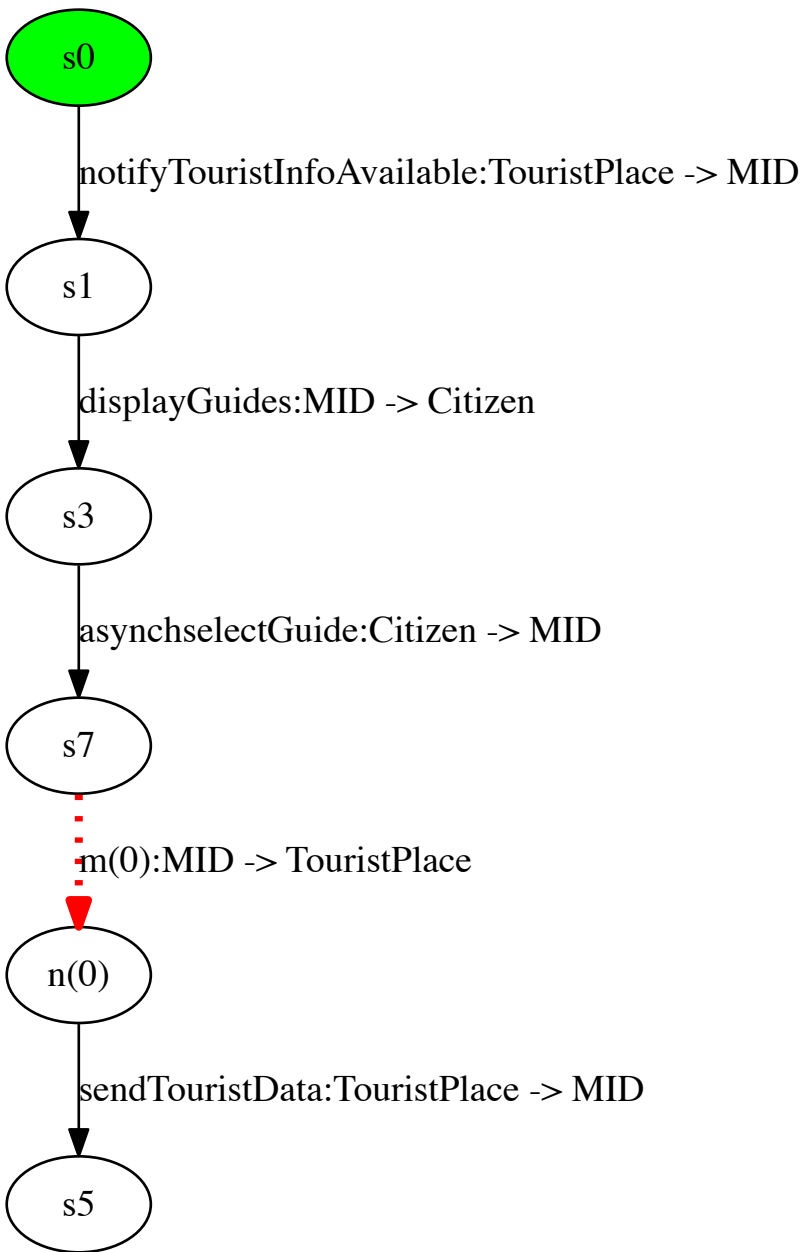 s0
notifyTouristInfoAvailable:TouristPlace -> MID
s1
displayGuides:MID -> Citizen
s3
asynchselectGuide:Citizen -> MID
s7
m(0):MID -> TouristPlace
n(0)
sendTouristData:TouristPlace -> MID
s5